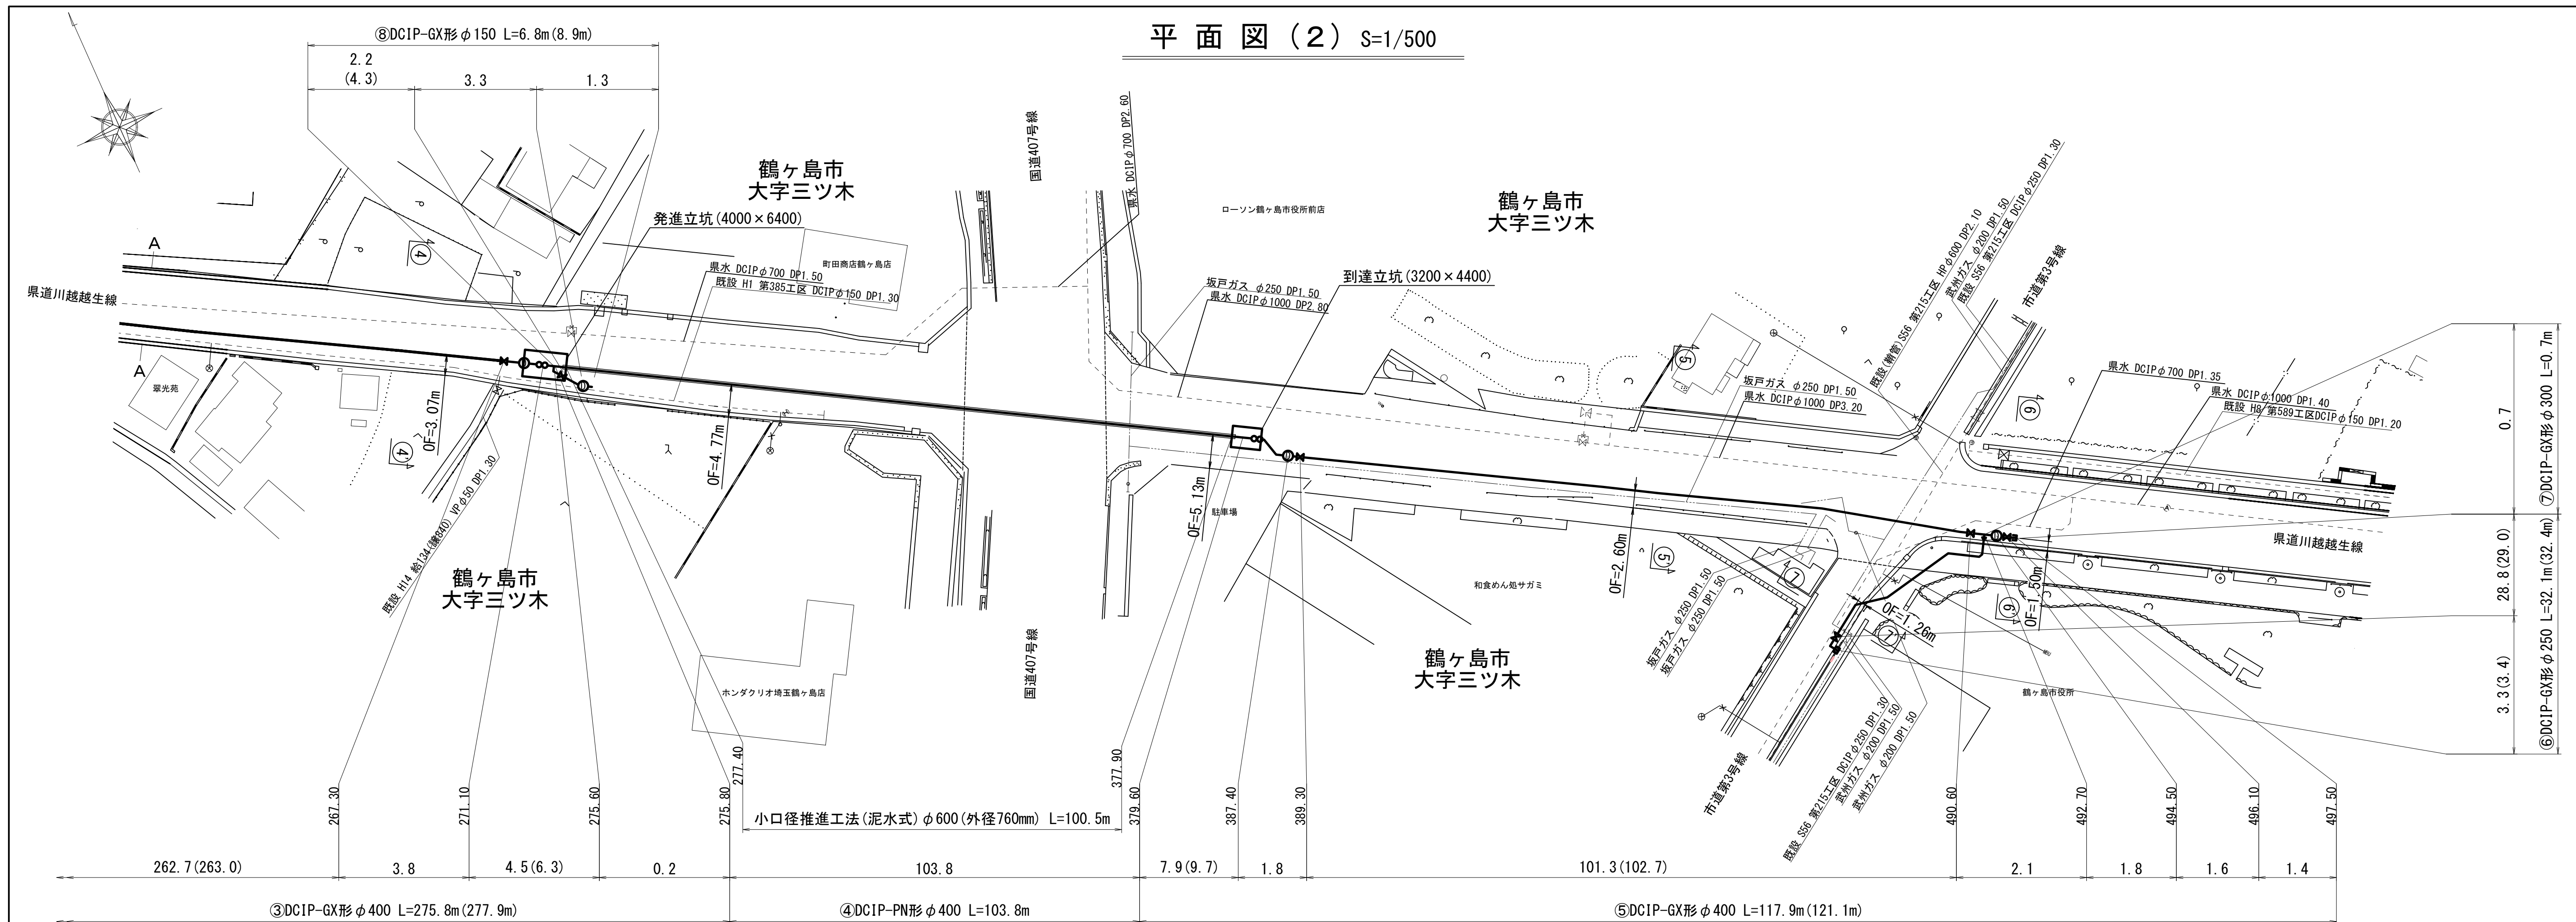 平面図(2) S=1/500
⑧DCIP-GX形φ150 L=6.8m(8.9m)
2.2
(4.3)
3.3
1.3
鶴ヶ島市
大字三ツ木
発進立坑(4000×6400)
町田商店鶴ヶ島店
県水 DCIPφ700 DP1.50
既設 H1 第385工区 DCIPφ150 DP1.30
国道407号線
県水 DCIPφ700 DP2.60
ローソン鶴ヶ島市役所前店
鶴ヶ島市
大字三ツ木
坂戸ガス φ250 DP1.50
県水 DCIPφ1000 DP2.80
到達立坑(3200×4400)
既設(鞘管)S56 第215工区 HPφ600 DP2.10
武州ガス φ200 DP1.50
既設 S56 第215工区 DCIPφ250 DP1.30
市道第3号線
坂戸ガス φ250 DP1.50
県水 DCIPφ1000 DP3.20
県水 DCIPφ700 DP1.35
県水 DCIPφ1000 DP1.40
既設 H8 第589工区DCIPφ150 DP1.20
A
県道川越越生線
A
翠光苑
4
④
4
④'
5
⑤
5
⑤'
6
⑥
6
⑥'
7
⑦
7
⑦'
OF=3.07m
OF=4.77m
OF=5.13m
駐車場
OF=2.60m
OF=1.50m
OF=1.26m
県道川越越生線
既設 H14 給134(譲840) VPφ50 DP1.30
鶴ヶ島市
大字三ツ木
ホンダクリオ埼玉鶴ヶ島店
国道407号線
和食めん処サガミ
鶴ヶ島市
大字三ツ木
坂戸ガス φ250 DP1.50
坂戸ガス φ250 DP1.50
鶴ヶ島市役所
市道第3号線
既設 S56 第215工区 DCIPφ250 DP1.30
武州ガス φ200 DP1.50
武州ガス φ200 DP1.50
0.7
⑦DCIP-GX形φ300 L=0.7m
28.8(29.0)
3.3(3.4)
⑥DCIP-GX形φ250 L=32.1m(32.4m)
267.30
271.10
275.60
275.80
277.40
377.90
379.60
387.40
389.30
490.60
492.70
494.50
496.10
497.50
小口径推進工法(泥水式)φ600(外径760mm) L=100.5m
262.7(263.0)
3.8
4.5(6.3)
0.2
103.8
7.9(9.7)
1.8
101.3(102.7)
2.1
1.8
1.6
1.4
③DCIP-GX形φ400 L=275.8m(277.9m)
④DCIP-PN形φ400 L=103.8m
⑤DCIP-GX形φ400 L=117.9m(121.1m)